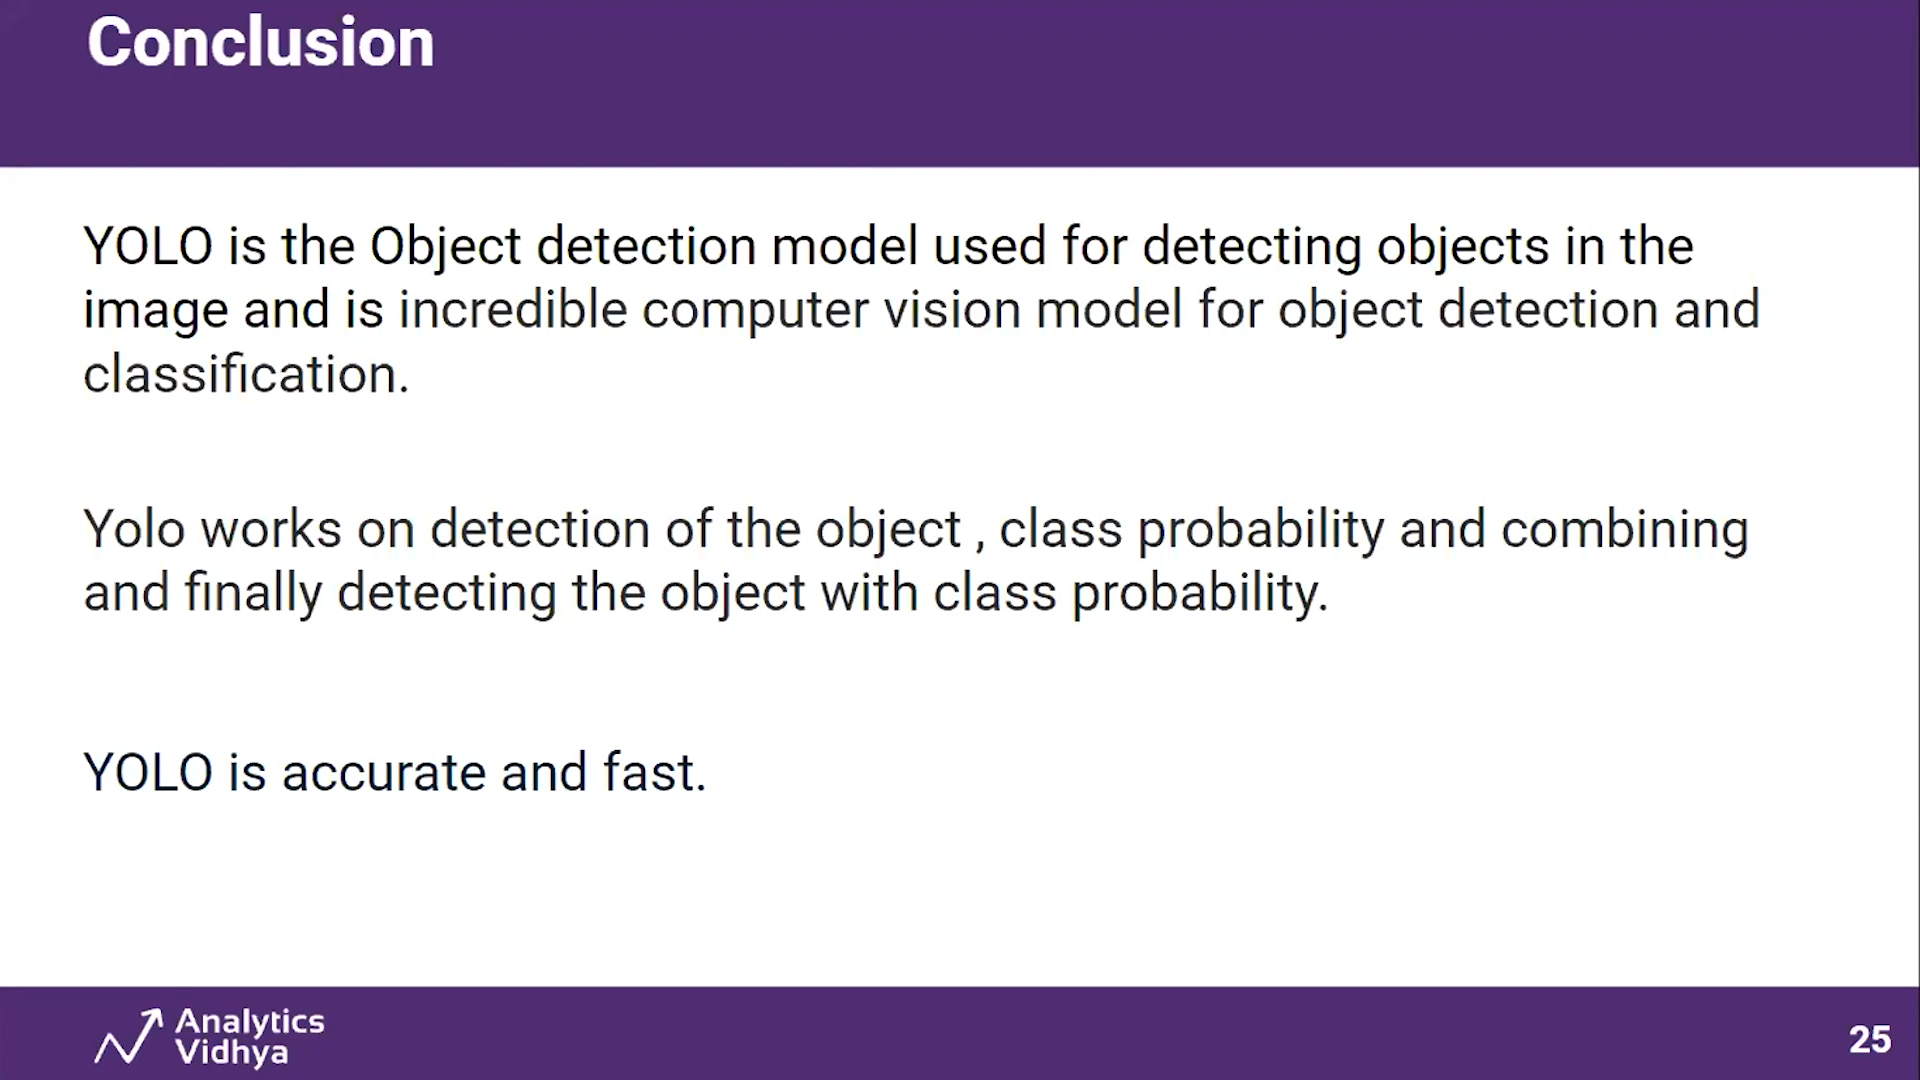 Conclusion
YOLO is the Object detection model used for detecting objects in the
image and is incredible computer vision model for object detection and
classification.
Yolo works on detection of the object , class probability and combining
and finally detecting the object with class probability.
YOLO is accurate and fast.
Analytics
Vidhya
25